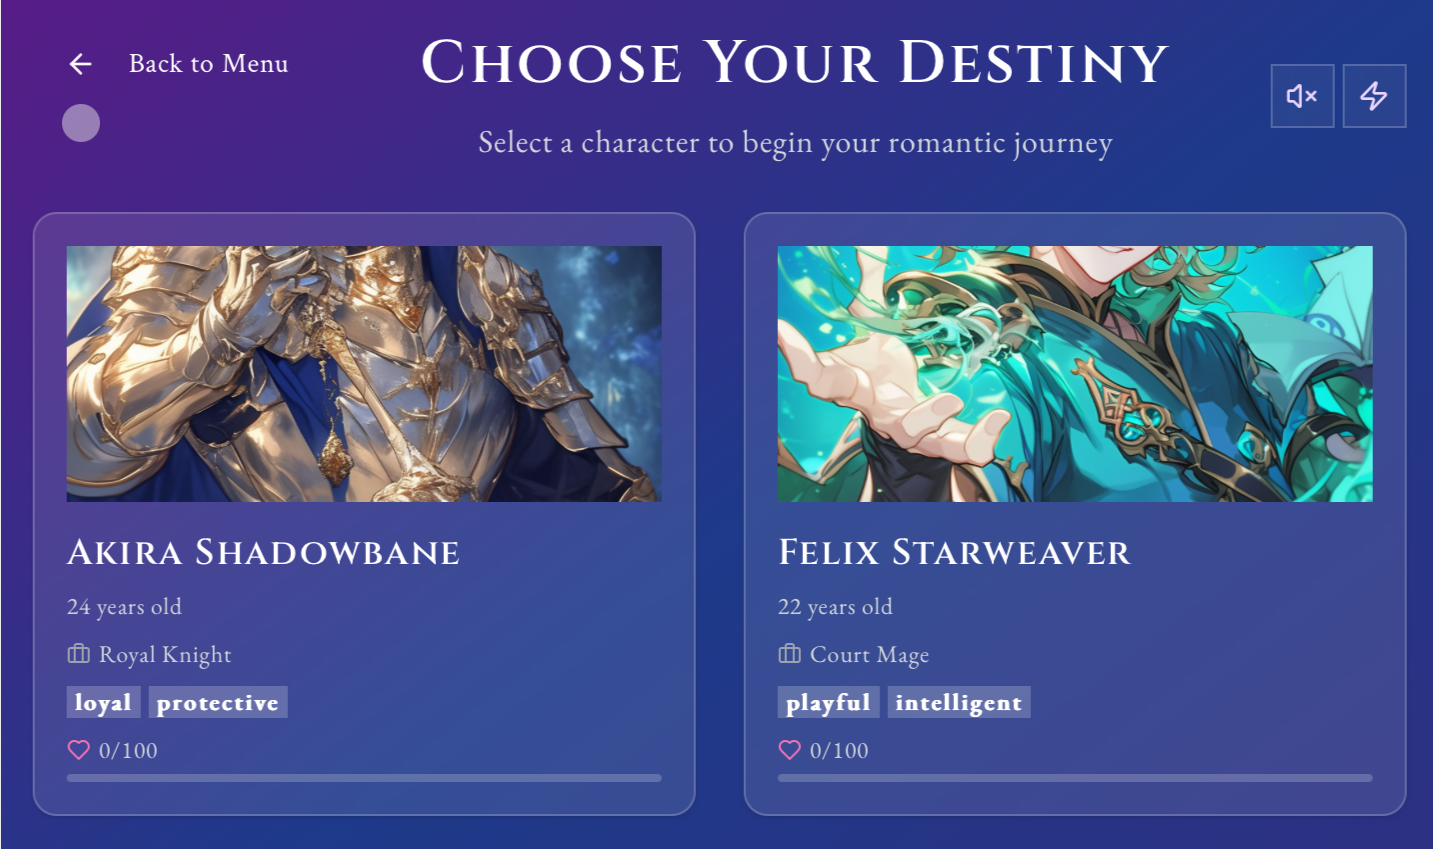 Back to Menu
Choose Your Destiny
Select a character to begin your romantic journey
Akira Shadowbane
24 years old
Royal Knight
loyal protective
0/100
Felix Starweaver
22 years old
Court Mage
playful intelligent
0/100